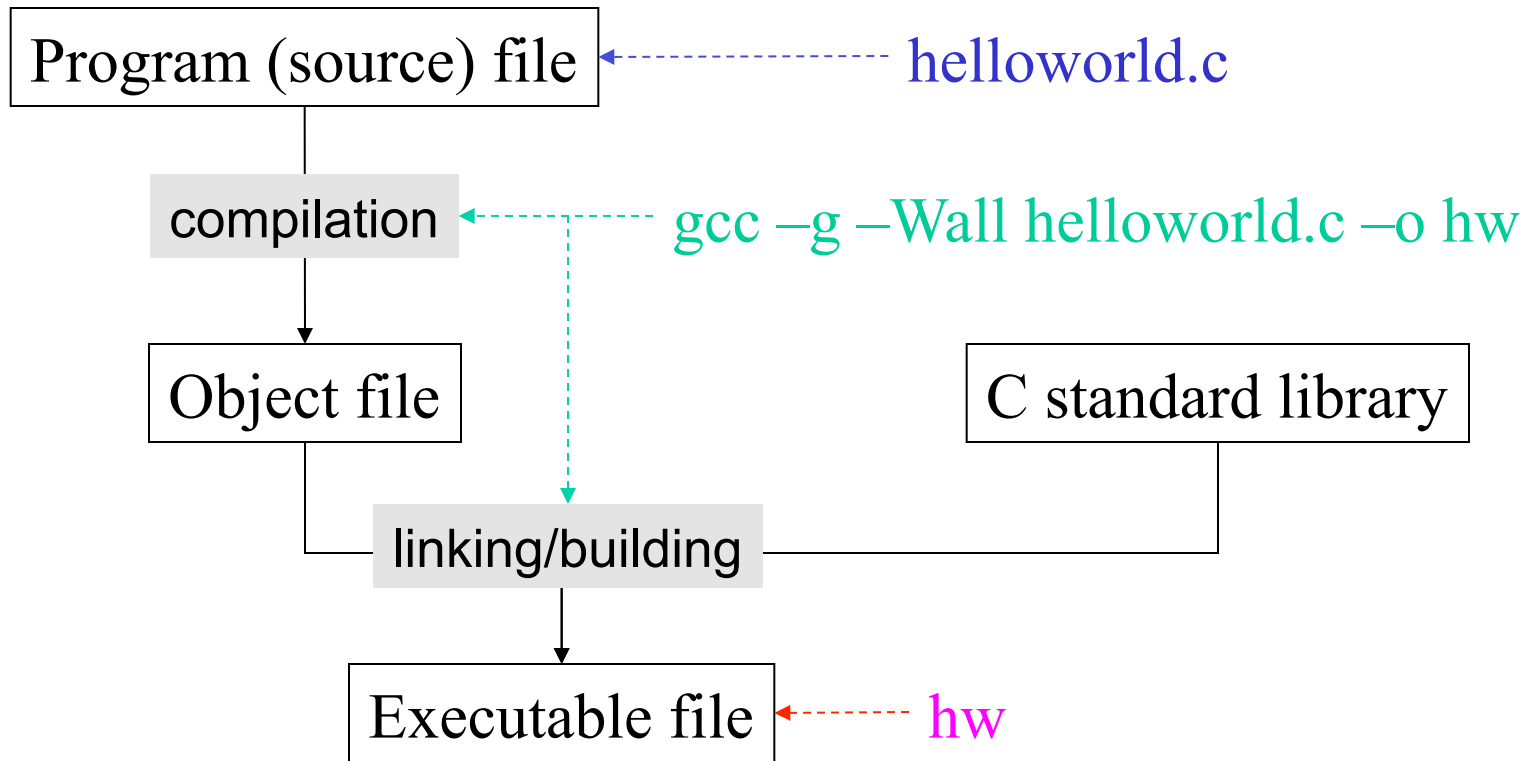 Program (source) file
helloworld.c
compilation
gcc –g –Wall helloworld.c –o hw
Object file
C standard library
linking/building
Executable file
hw